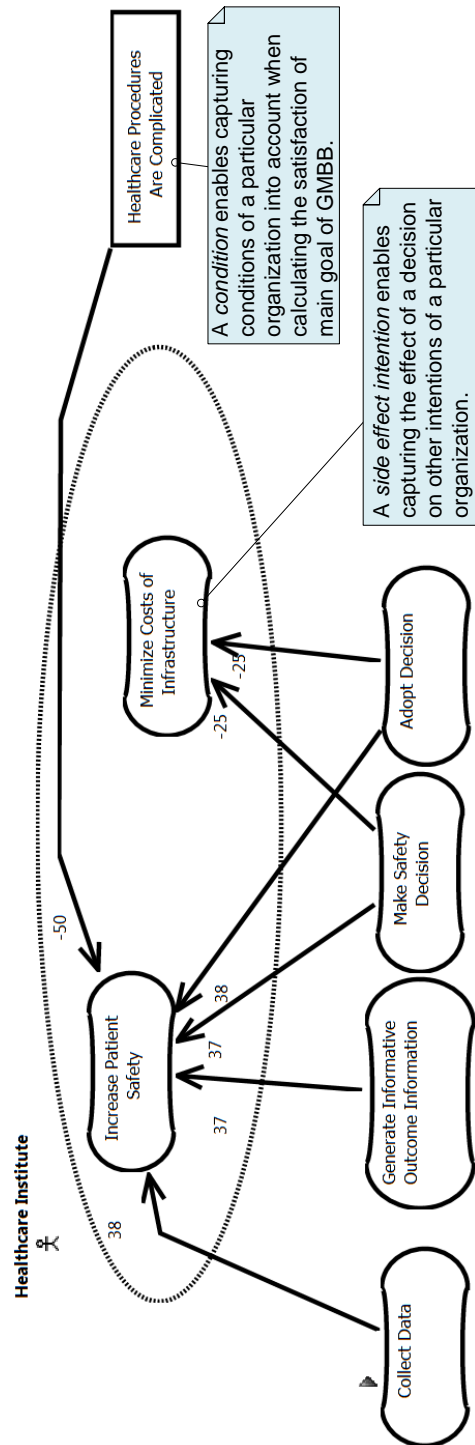 Healthcare Institute
Healthcare Procedures
Are Complicated
A condition enables capturing
conditions of a particular
organization into account when
calculating the satisfaction of
main goal of GMBB.
-50
Increase Patient
Safety
Minimize Costs of
Infrastructure
38
37
37
38
-25
-25
A side effect intention enables
capturing the effect of a decision
on other intentions of a particular
organization.
Collect Data
Generate Informative
Outcome Information
Make Safety
Decision
Adopt Decision